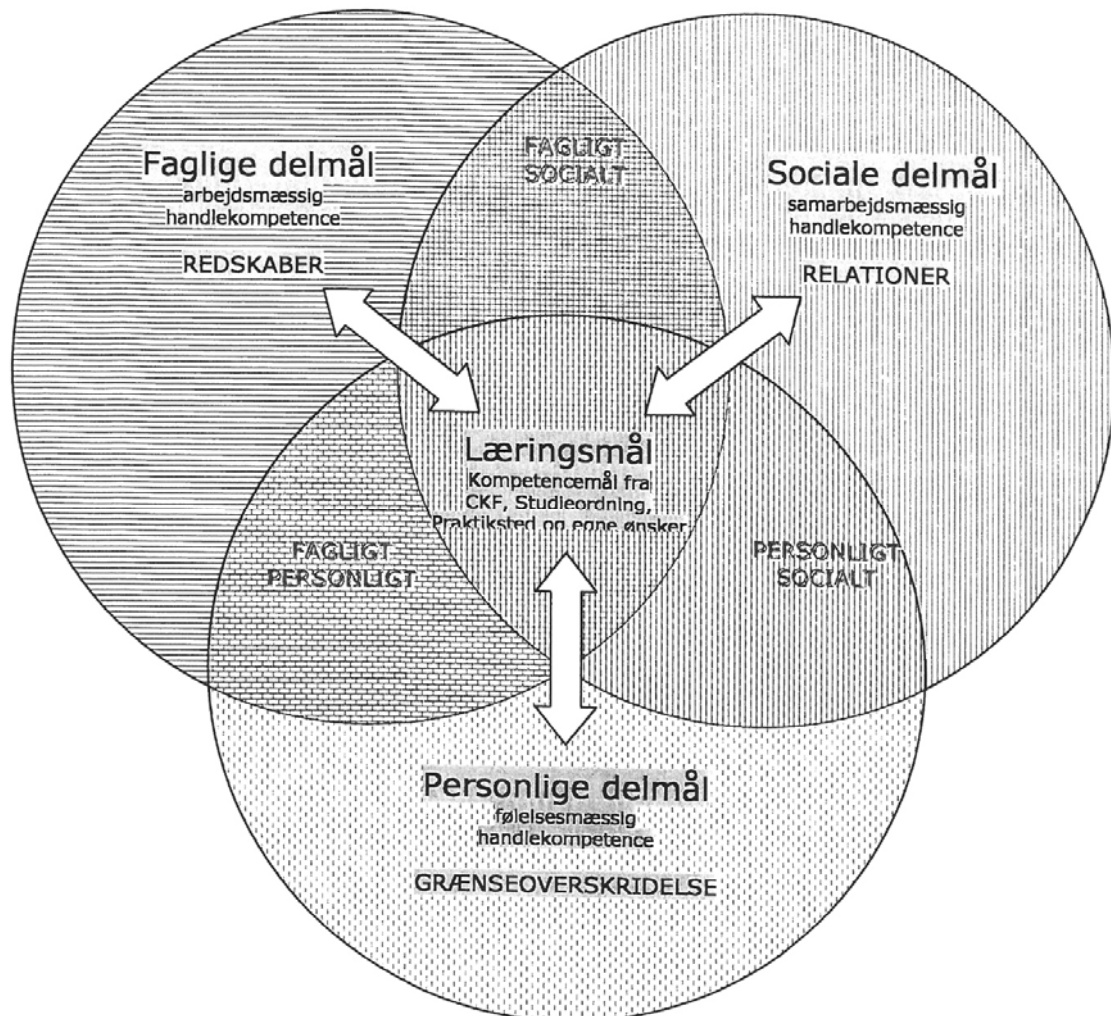 Faglige delmål
arbejdsmæssig
handlekompetence
REDSKABER
FAGLIGT
SOCIALT
Sociale delmål
samarbejdsmæssig
handlekompetence
RELATIONER
Læringsmål
Kompetencemål fra
CKF, Studieordning,
Praktiksted og egne ønsker
FAGLIGT
PERSONLIGT
PERSONLIGT
SOCIALT
Personlige delmål
følelsesmæssig
handlekompetence
GRÆNSEOVERSKRIDELSE